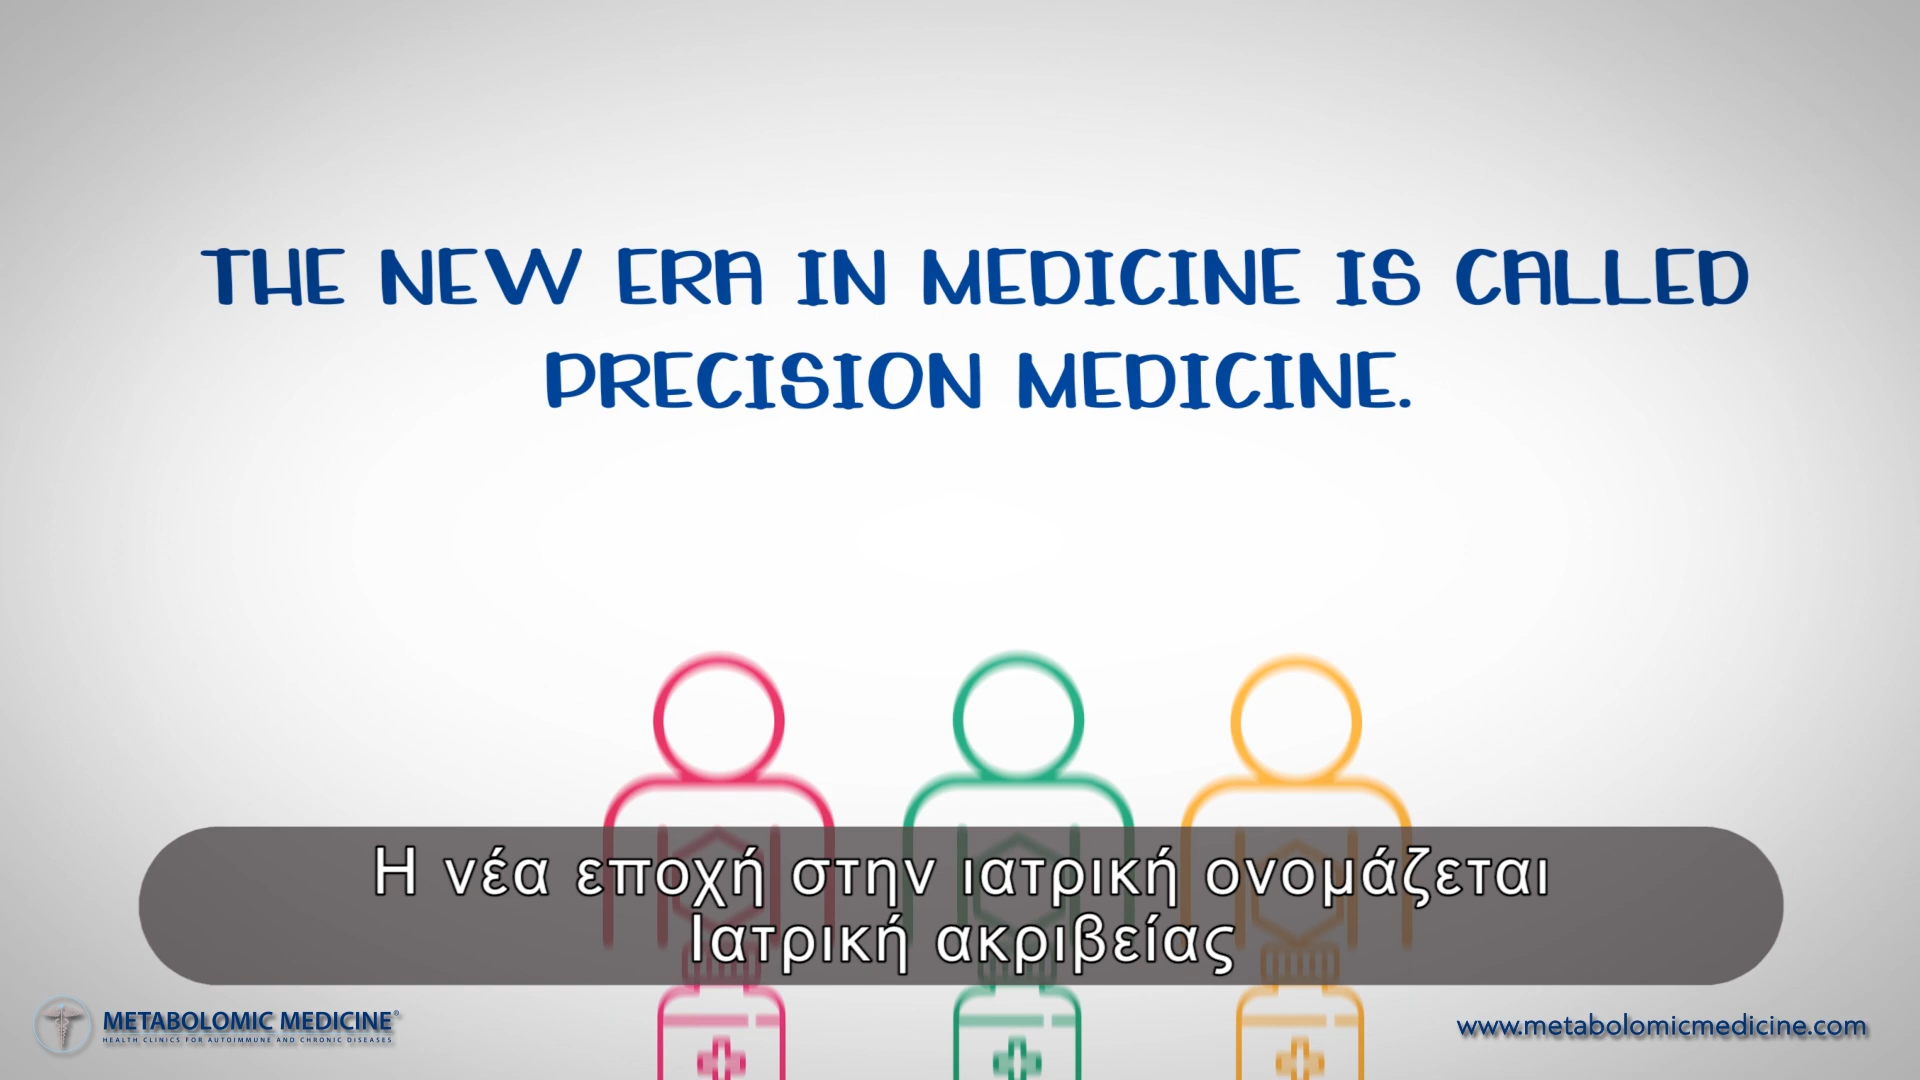 THE NEW ERA IN MEDICINE IS CALLED
PRECISION MEDICINE.
Η νέα εποχή στην ιατρική ονομάζεται
Ιατρική ακριβείας
METABOLOMIC MEDICINE®
HEALTH CLINICS FOR AUTOIMMUNE AND CHRONIC DISEASES
www.metabolomicmedicine.com